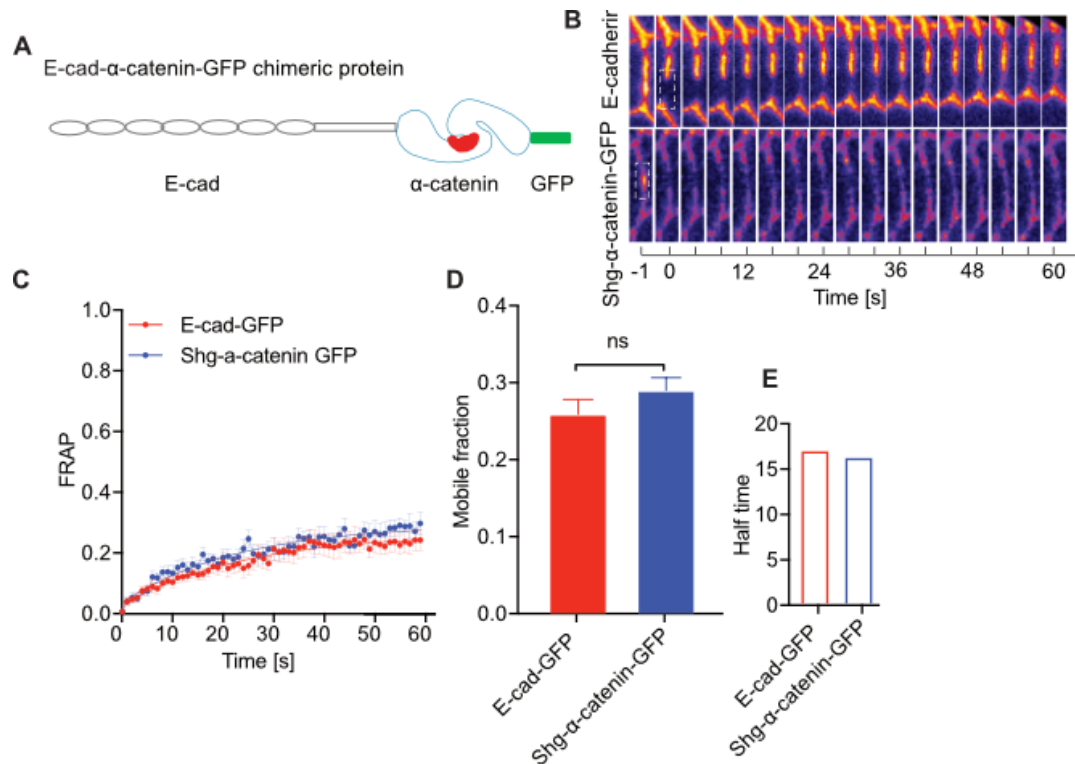 A
E-cad-α-catenin-GFP chimeric protein
E-cad
α-catenin
GFP
B
E-cadherir
Shg-α-catenin-GFP
-1 0 12 24 36 48 60
Time [s]
C
E-cad-GFP
Shg-a-catenin GFP
1.0
0.8
0.6
0.4
0.2
0.0
FRAP
0 10 20 30 40 50 60
Time [s]
D
ns
0.4
0.3
0.2
0.1
0.0
Mobile fraction
E-cad-GFP
Shg-α-catenin-GFP
E
20
15
10
5
0
Half time
E-cad-GFP
Shg-α-catenin-GFP